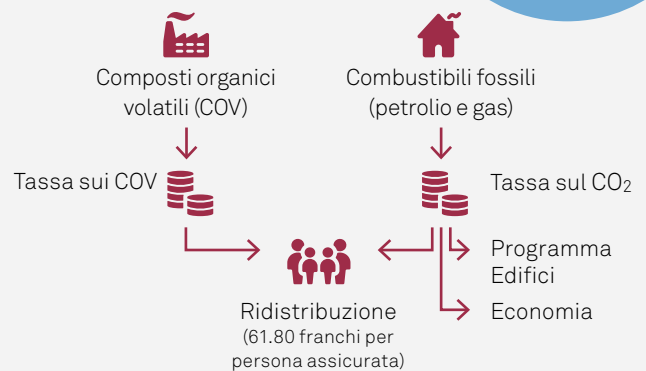 Composti organici
volatili (COV)
Combustibili fossili
(petrolio e gas)
Tassa sui COV
Tassa sul CO₂
Programma
Edifici
Economia
Ridistribuzione
(61.80 franchi per
persona assicurata)